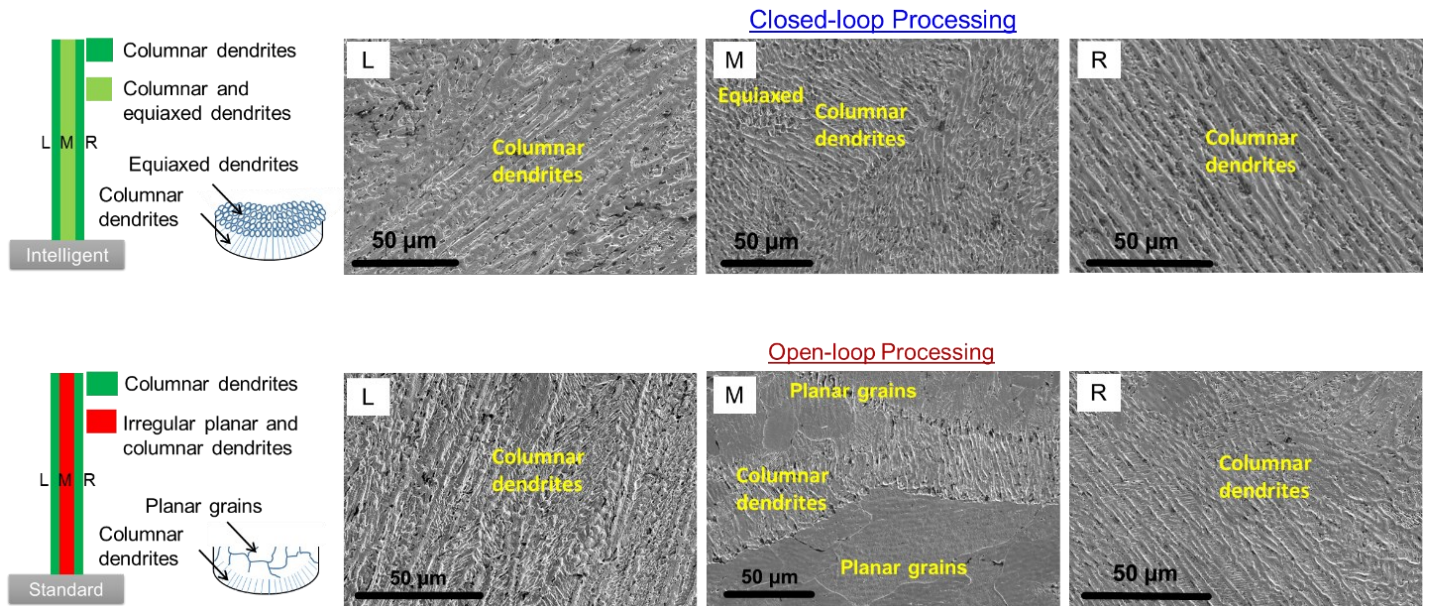 Closed-loop Processing
Columnar dendrites
Columnar and
equiaxed dendrites
L M R
Equiaxed dendrites
Columnar
dendrites
Intelligent
L
Columnar
dendrites
50 µm
M
Equiaxed
Columnar
dendrites
50 µm
R
Columnar
dendrites
50 µm
Open-loop Processing
Columnar dendrites
Irregular planar and
columnar dendrites
L M R
Planar grains
Columnar
dendrites
Standard
L
Columnar
dendrites
50 µm
M
Planar grains
Columnar
dendrites
Planar grains
50 µm
R
Columnar
dendrites
50 µm